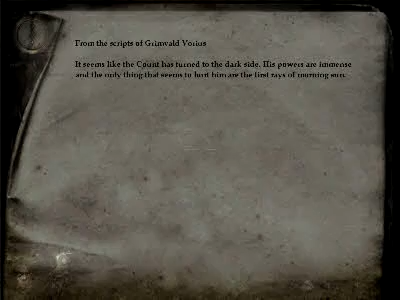 From the scripts of Grimvald Vorius
It seems like the Count has turned to the dark side. His powers are immense
and the only thing that seems to hurt him are the first rays of morning sun.